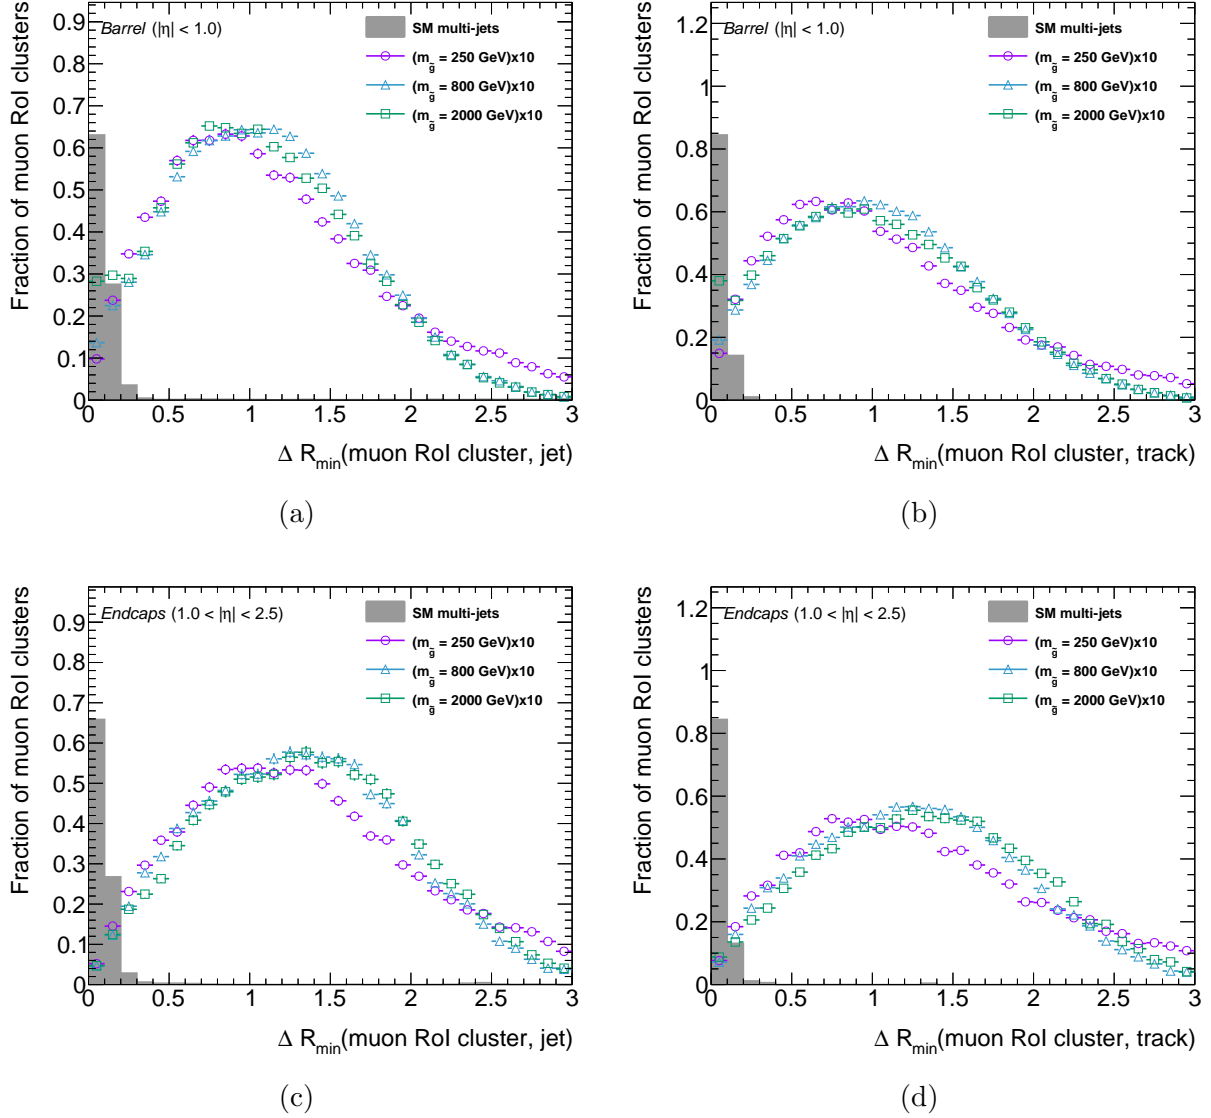 Barrel (|η| < 1.0)
SM multi-jets
(m_g̃ = 250 GeV)x10
(m_g̃ = 800 GeV)x10
(m_g̃ = 2000 GeV)x10
Fraction of muon RoI clusters
0.9
0.8
0.7
0.6
0.5
0.4
0.3
0.2
0.1
0
0 0.5 1 1.5 2 2.5 3
Δ R_min(muon RoI cluster, jet)
(a)
Barrel (|η| < 1.0)
SM multi-jets
(m_g̃ = 250 GeV)x10
(m_g̃ = 800 GeV)x10
(m_g̃ = 2000 GeV)x10
Fraction of muon RoI clusters
1.2
1
0.8
0.6
0.4
0.2
0
0 0.5 1 1.5 2 2.5 3
Δ R_min(muon RoI cluster, track)
(b)
Endcaps (1.0 < |η| < 2.5)
SM multi-jets
(m_g̃ = 250 GeV)x10
(m_g̃ = 800 GeV)x10
(m_g̃ = 2000 GeV)x10
Fraction of muon RoI clusters
0.9
0.8
0.7
0.6
0.5
0.4
0.3
0.2
0.1
0
0 0.5 1 1.5 2 2.5 3
Δ R_min(muon RoI cluster, jet)
(c)
Endcaps (1.0 < |η| < 2.5)
SM multi-jets
(m_g̃ = 250 GeV)x10
(m_g̃ = 800 GeV)x10
(m_g̃ = 2000 GeV)x10
Fraction of muon RoI clusters
1.2
1
0.8
0.6
0.4
0.2
0
0 0.5 1 1.5 2 2.5 3
Δ R_min(muon RoI cluster, track)
(d)